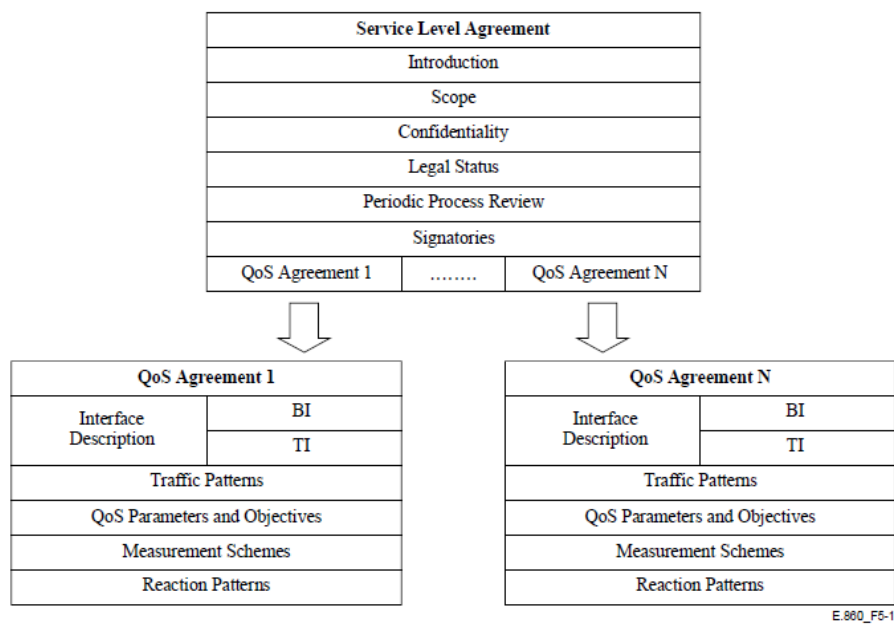 Service Level Agreement
Introduction
Scope
Confidentiality
Legal Status
Periodic Process Review
Signatories
QoS Agreement 1 ........ QoS Agreement N
QoS Agreement 1
Interface
Description
BI
TI
Traffic Patterns
QoS Parameters and Objectives
Measurement Schemes
Reaction Patterns
QoS Agreement N
Interface
Description
BI
TI
Traffic Patterns
QoS Parameters and Objectives
Measurement Schemes
Reaction Patterns
E.860_F5-1